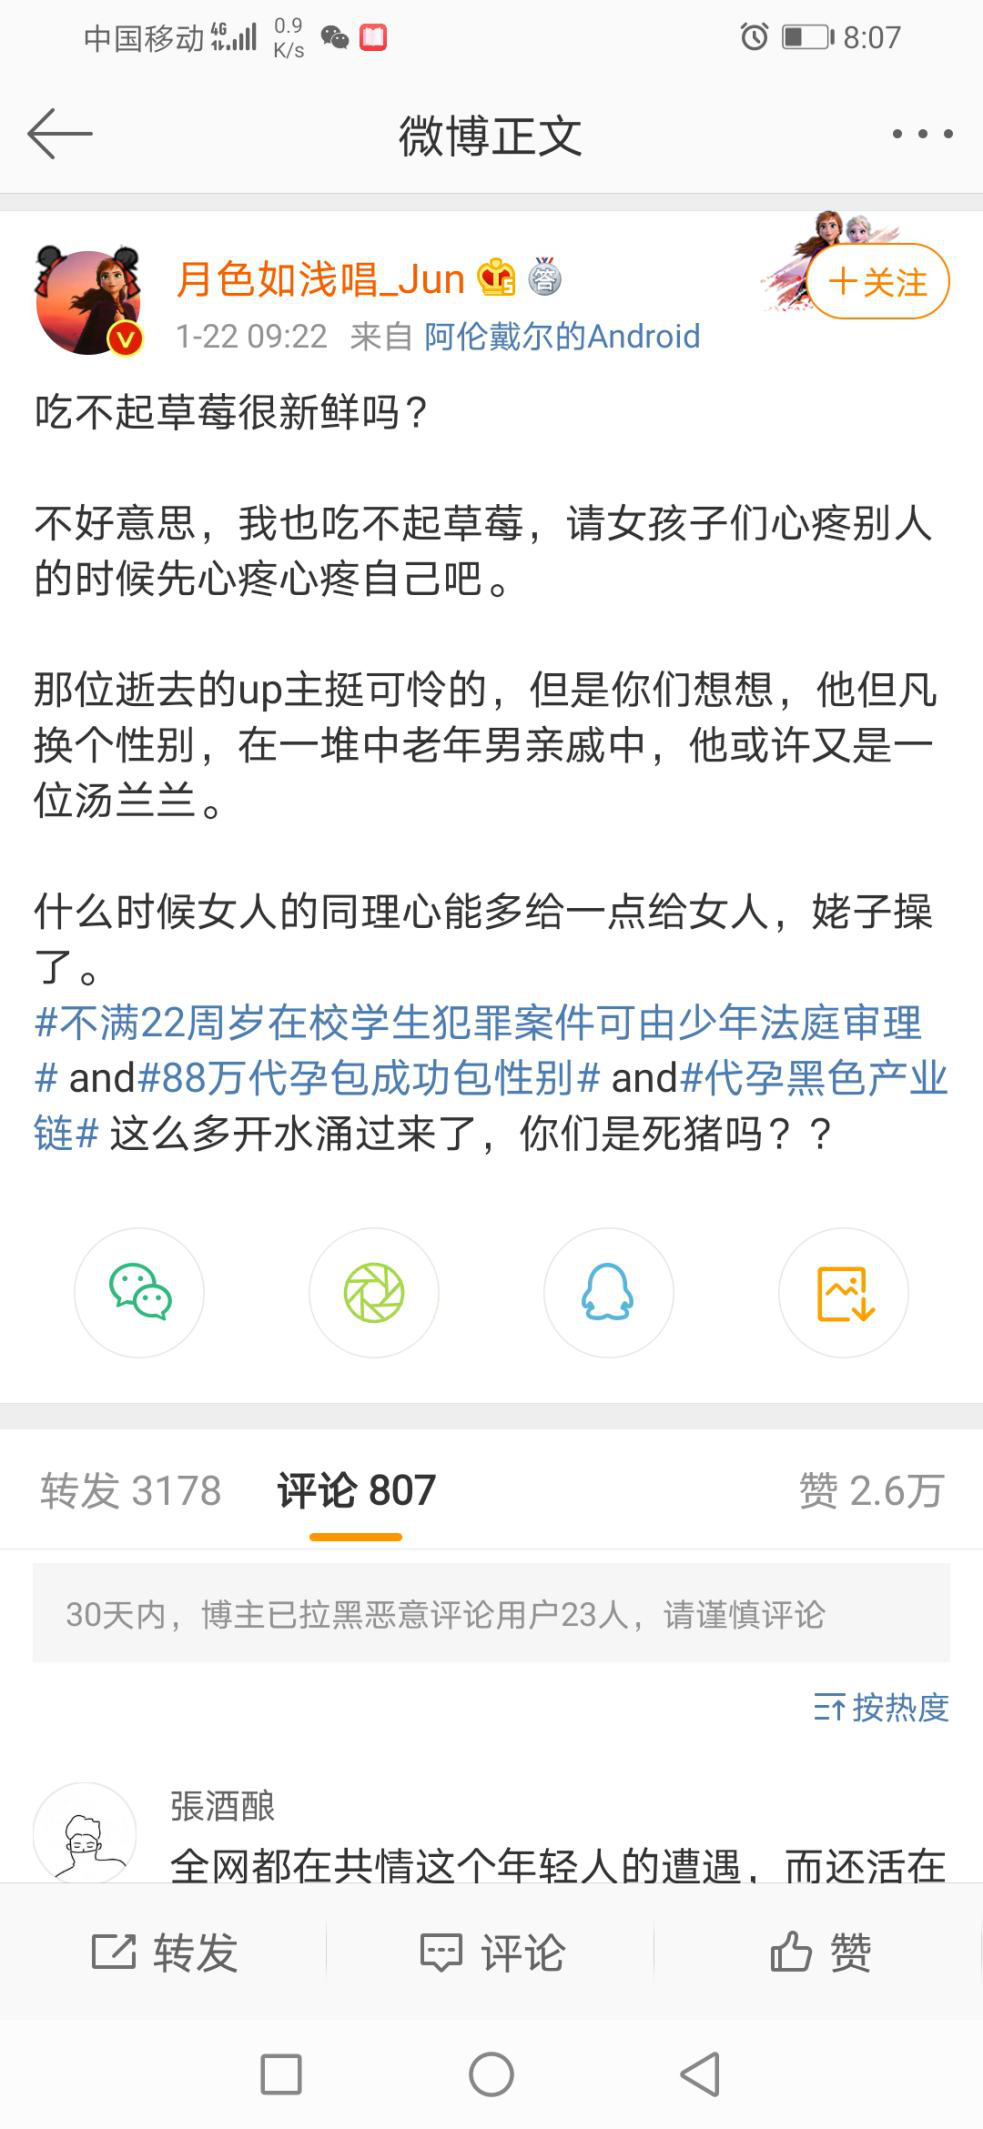 中国移动 4G 0.9 K/s 8:07
微博正文
月色如浅唱_Jun 答
+关注
1-22 09:22 来自 阿伦戴尔的Android
吃不起草莓很新鲜吗？
不好意思，我也吃不起草莓，请女孩子们心疼别人
的时候先心疼心疼自己吧。
那位逝去的up主挺可怜的，但是你们想想，他但凡
换个性别，在一堆中老年男亲戚中，他或许又是一
位汤兰兰。
什么时候女人的同理心能多给一点给女人，姥子操
了。
#不满22周岁在校学生犯罪案件可由少年法庭审理
# and#88万代孕包成功包性别# and#代孕黑色产业
链# 这么多开水涌过来了，你们是死猪吗？？
转发 3178 评论 807 赞 2.6万
30天内，博主已拉黑恶意评论用户23人，请谨慎评论
按热度
張酒酿
全网都在共情这个年轻人的遭遇，而还活在
转发 评论 赞